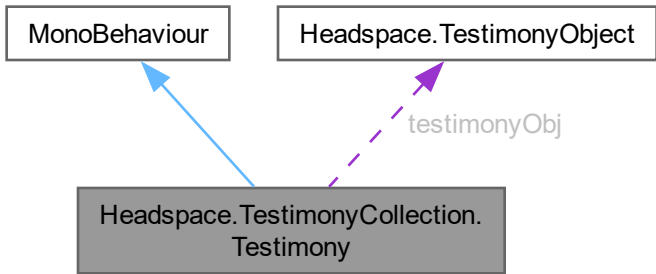 MonoBehaviour
Headspace.TestimonyObject
testimonyObj
Headspace.TestimonyCollection.
Testimony